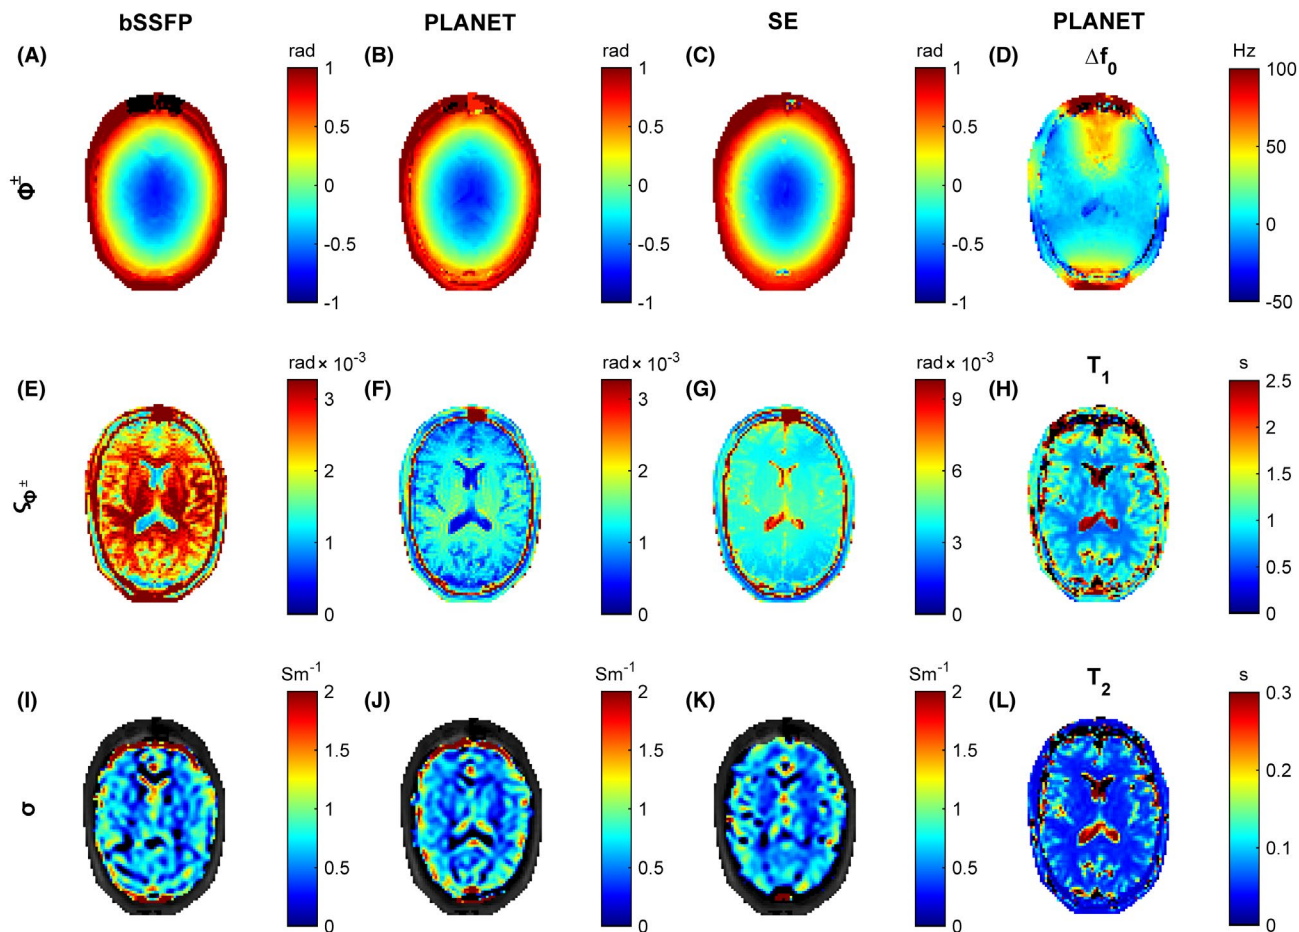 bSSFP PLANET SE PLANET
(A) rad (B) rad (C) rad (D) Δf₀ Hz
1 1 1 100
0.5 0.5 0.5
50
Φ± 0 0 0
0
-0.5 -0.5 -0.5
-1 -1 -1 -50
(E) rad × 10⁻³ (F) rad × 10⁻³ (G) rad × 10⁻³ (H) T₁ s
2.5
3 3 9
2
2 2 6 1.5
ςΦ±
1
1 1 3
0.5
0 0 0 0
(I) Sm⁻¹ (J) Sm⁻¹ (K) Sm⁻¹ (L) T₂ s
2 2 2 0.3
1.5 1.5 1.5
0.2
σ 1 1 1
0.1
0.5 0.5 0.5
0 0 0 0